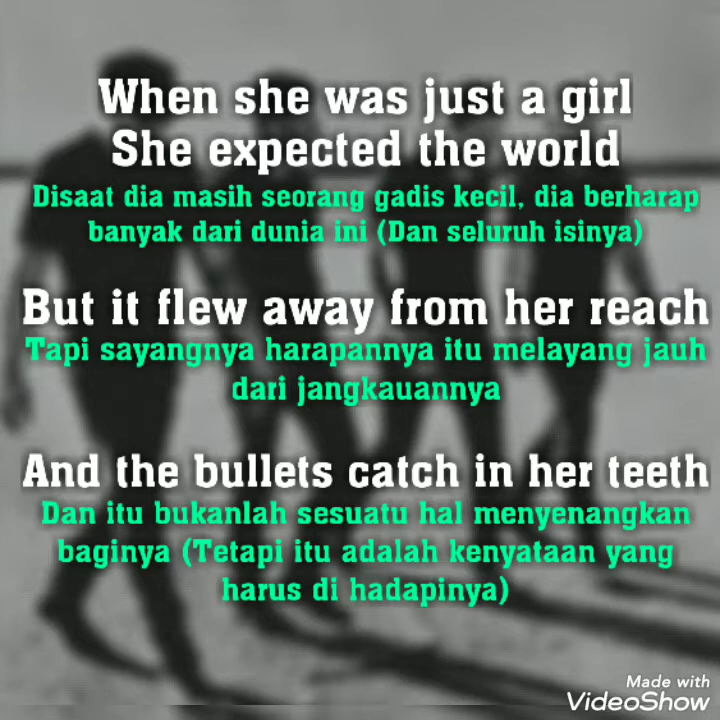 When she was just a girl
She expected the world
Disaat dia masih seorang gadis kecil, dia berharap
banyak dari dunia ini (Dan seluruh isinya)
But it flew away from her reach
Tapi sayangnya harapannya itu melayang jauh
dari jangkauannya
And the bullets catch in her teeth
Dan itu bukanlah sesuatu hal menyenangkan
baginya (Tetapi itu adalah kenyataan yang
harus di hadapinya)
Made with
VideoShow